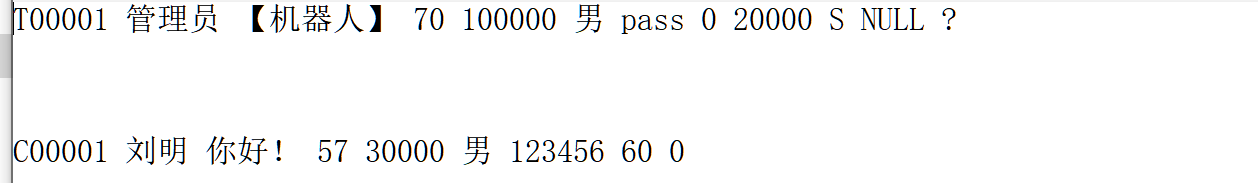 T00001 管理员 【机器人】 70 100000 男 pass 0 20000 S NULL ?
C00001 刘明 你好! 57 30000 男 123456 60 0